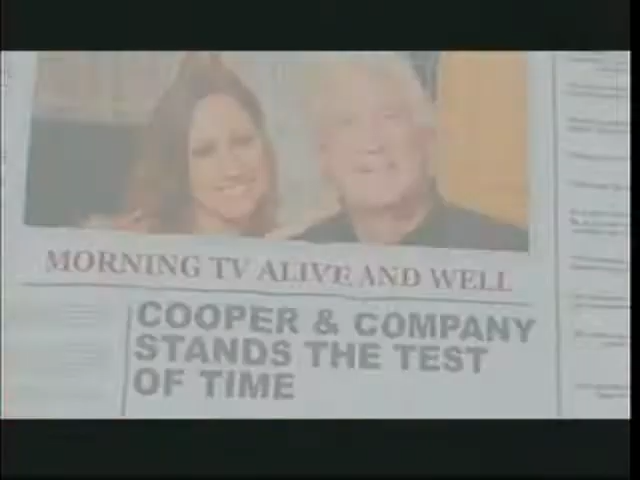 MORNING TV ALIVE AND WELL
COOPER & COMPANY
STANDS THE TEST
OF TIME